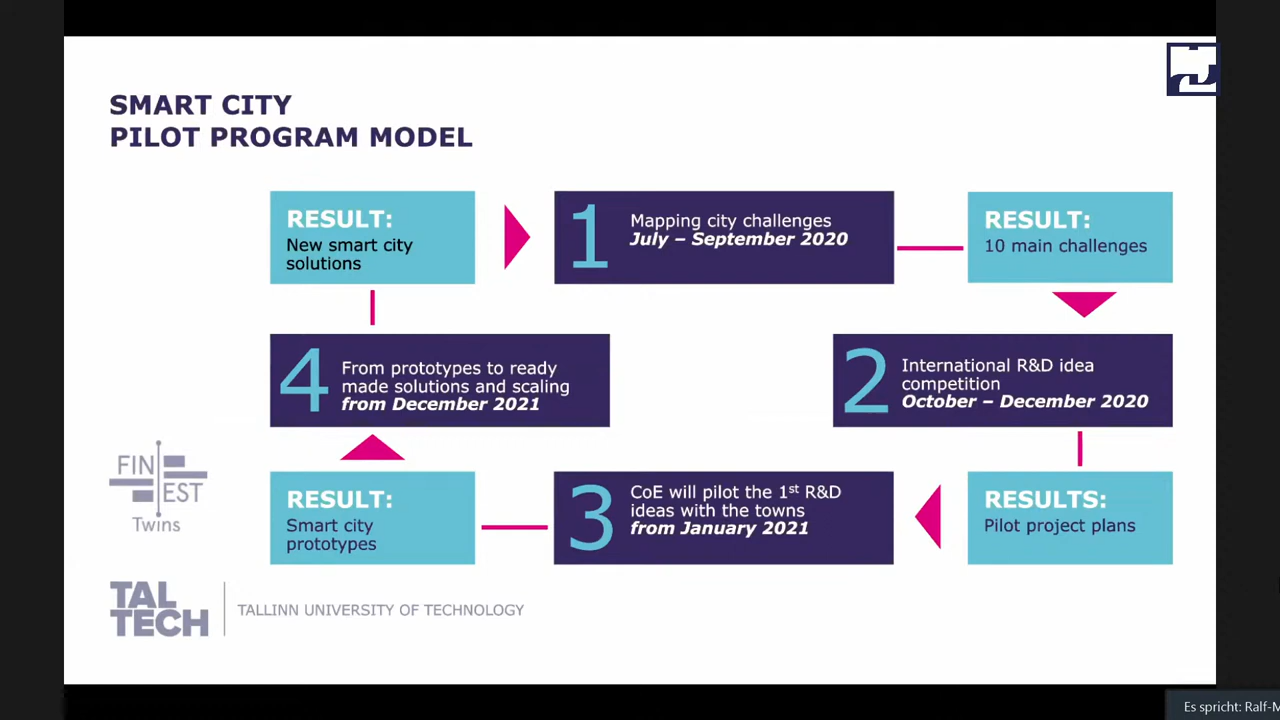 SMART CITY
PILOT PROGRAM MODEL
RESULT:
New smart city
solutions
1
Mapping city challenges
July – September 2020
RESULT:
10 main challenges
4
From prototypes to ready
made solutions and scaling
from December 2021
2
International R&D idea
competition
October – December 2020
RESULT:
Smart city
prototypes
3
CoE will pilot the 1st R&D
ideas with the towns
from January 2021
RESULTS:
Pilot project plans
FIN
EST
Twins
TAL
TECH
TALLINN UNIVERSITY OF TECHNOLOGY
Es spricht: Ralf-M